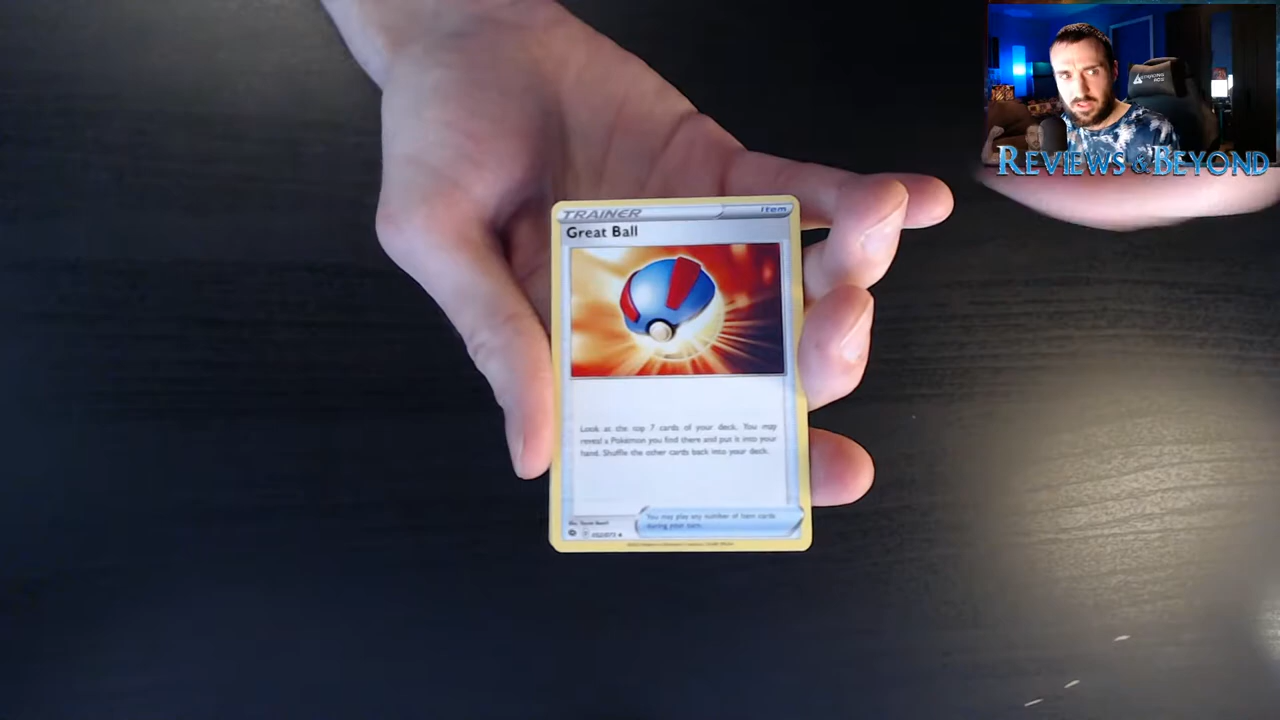 REVIEWS & BEYOND
TRAINER Item
Great Ball
Look at the top 7 cards of your deck. You may
reveal a Pokémon you find there and put it into your
hand. Shuffle the other cards back into your deck.
You may play any number of Item cards
during your turn.
052/073